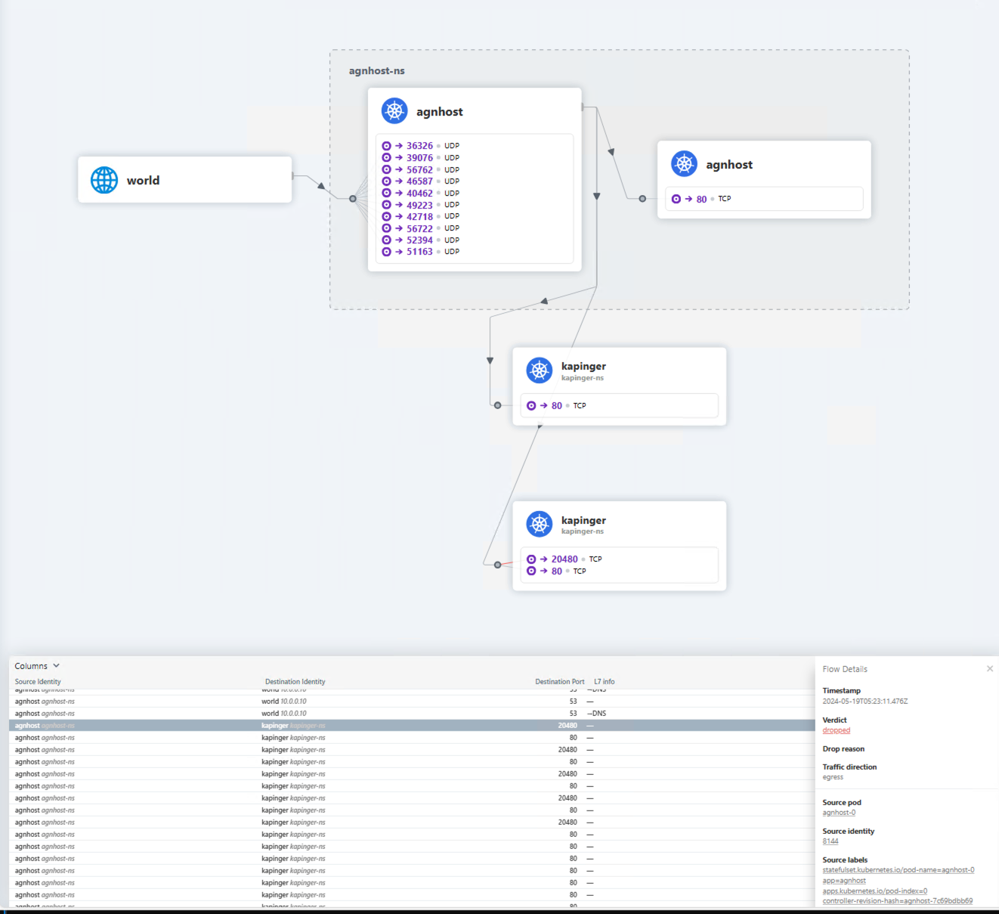 agnhost-ns
agnhost
→ 36326 • UDP
→ 39076 • UDP
→ 56762 • UDP
→ 46587 • UDP
→ 40462 • UDP
→ 49223 • UDP
→ 42718 • UDP
→ 56722 • UDP
→ 52394 • UDP
→ 51163 • UDP
world
agnhost
→ 80 • TCP
kapinger
kapinger-ns
→ 80 • TCP
kapinger
kapinger-ns
→ 20480 • TCP
→ 80 • TCP
Columns
Source Identity Destination Identity Destination Port L7 info
agnhost agnhost-ns world 10.0.0.10 53 →DNS
agnhost agnhost-ns world 10.0.0.10 53 —
agnhost agnhost-ns world 10.0.0.10 53 →DNS
agnhost agnhost-ns kapinger kapinger-ns 20480 —
agnhost agnhost-ns kapinger kapinger-ns 80 —
agnhost agnhost-ns kapinger kapinger-ns 20480 —
agnhost agnhost-ns kapinger kapinger-ns 80 —
agnhost agnhost-ns kapinger kapinger-ns 20480 —
agnhost agnhost-ns kapinger kapinger-ns 80 —
agnhost agnhost-ns kapinger kapinger-ns 20480 —
agnhost agnhost-ns kapinger kapinger-ns 80 —
agnhost agnhost-ns kapinger kapinger-ns 20480 —
agnhost agnhost-ns kapinger kapinger-ns 80 —
agnhost agnhost-ns kapinger kapinger-ns 80 —
agnhost agnhost-ns kapinger kapinger-ns 80 —
agnhost agnhost-ns kapinger kapinger-ns 80 —
agnhost agnhost-ns kapinger kapinger-ns 80 —
agnhost agnhost-ns kapinger kapinger-ns 80 —
agnhost agnhost-ns kapinger kapinger-ns 80 —
Flow Details
Timestamp
2024-05-19T05:23:11.476Z
Verdict
dropped
Drop reason
Traffic direction
egress
Source pod
agnhost-0
Source identity
8144
Source labels
statefulset.kubernetes.io/pod-name=agnhost-0
app=agnhost
apps.kubernetes.io/pod-index=0
controller-revision-hash=agnhost-7c69bdbb69